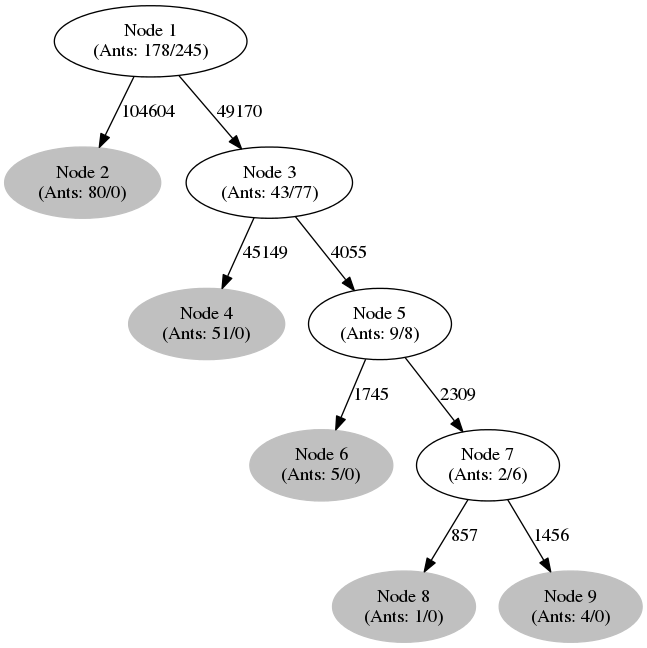 Node 1
(Ants: 178/245)
104604
49170
Node 2
(Ants: 80/0)
Node 3
(Ants: 43/77)
45149
4055
Node 4
(Ants: 51/0)
Node 5
(Ants: 9/8)
1745
2309
Node 6
(Ants: 5/0)
Node 7
(Ants: 2/6)
857
1456
Node 8
(Ants: 1/0)
Node 9
(Ants: 4/0)